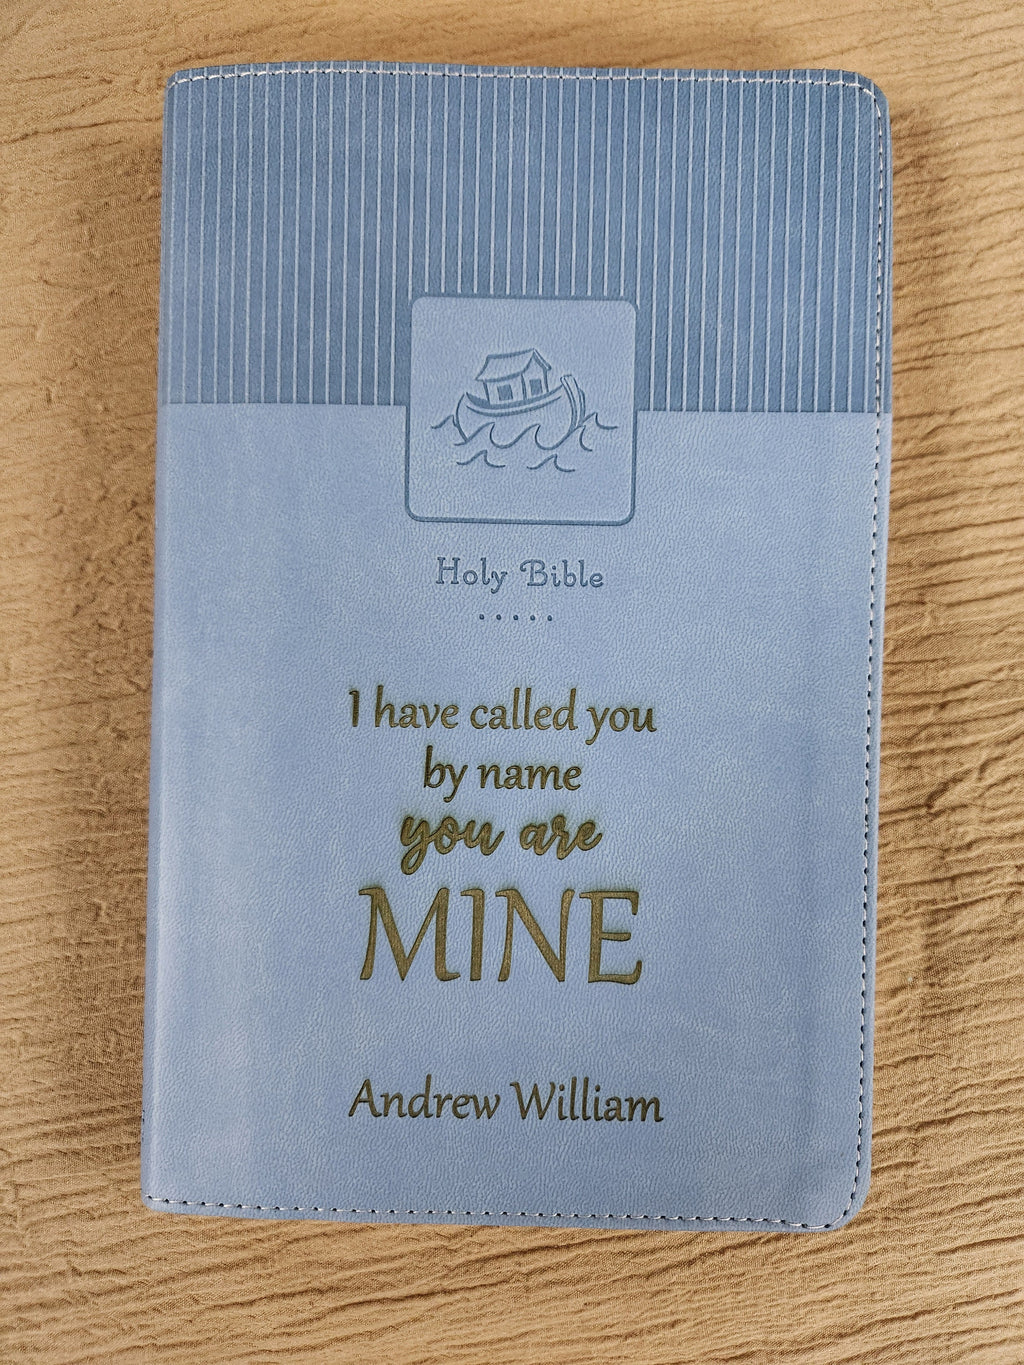 Holy Bible
I have called you
by name
you are
MINE
Andrew William